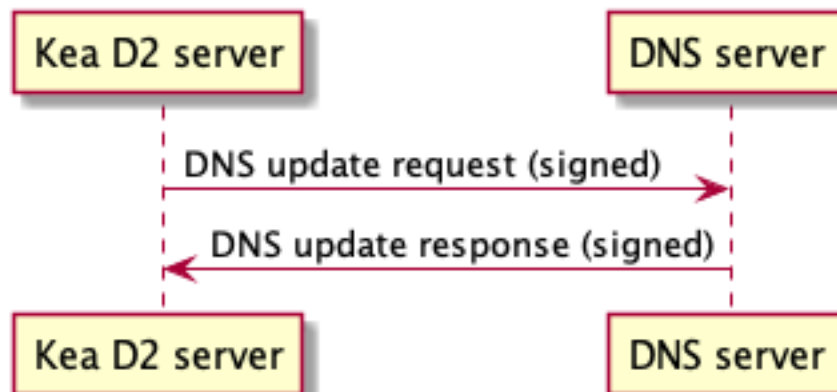 Kea D2 server
DNS server
DNS update request (signed)
DNS update response (signed)
Kea D2 server
DNS server